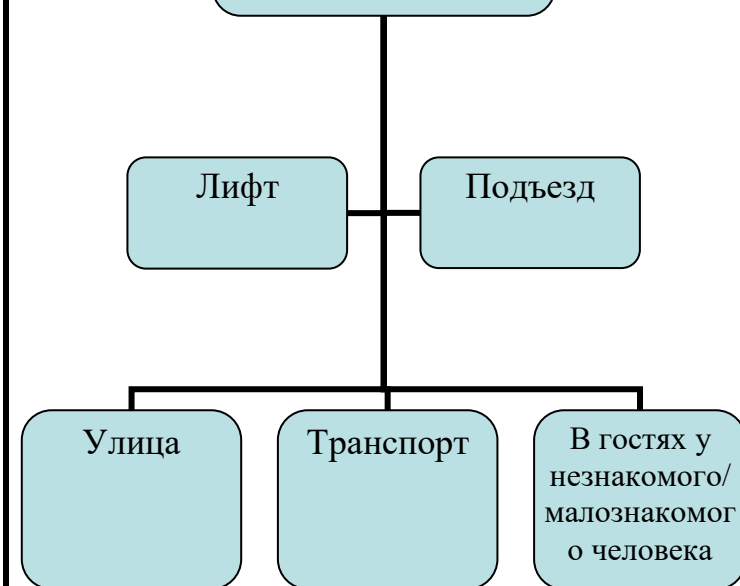 Лифт
Подъезд
Улица
Транспорт
В гостях у
незнакомого/
малознакомог
о человека